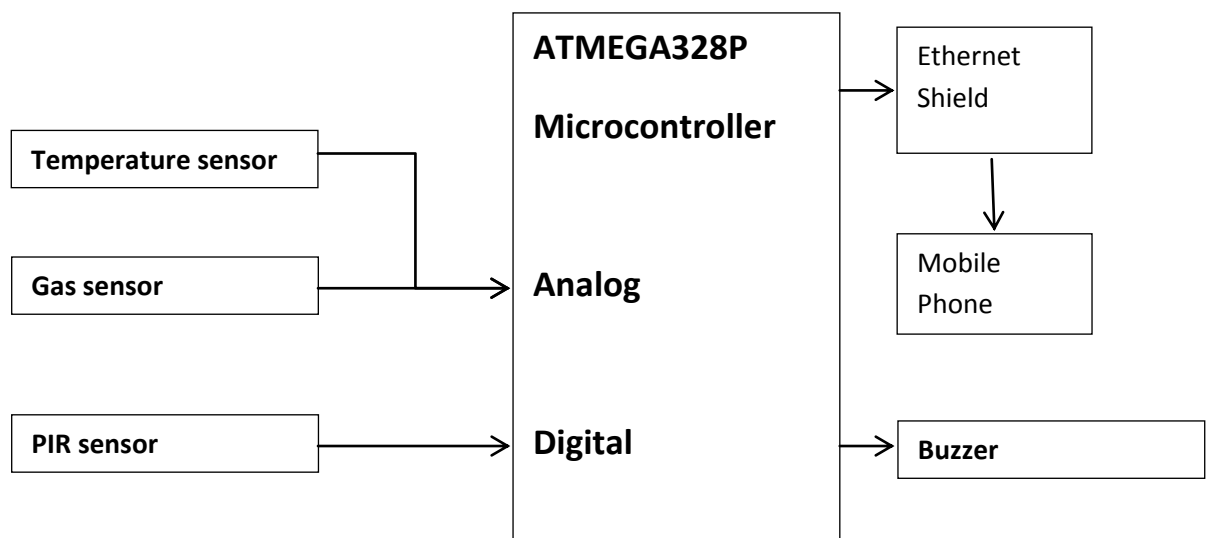 ATMEGA328P
Microcontroller
Ethernet
Shield
Temperature sensor
Mobile
Phone
Gas sensor
Analog
PIR sensor
Digital
Buzzer